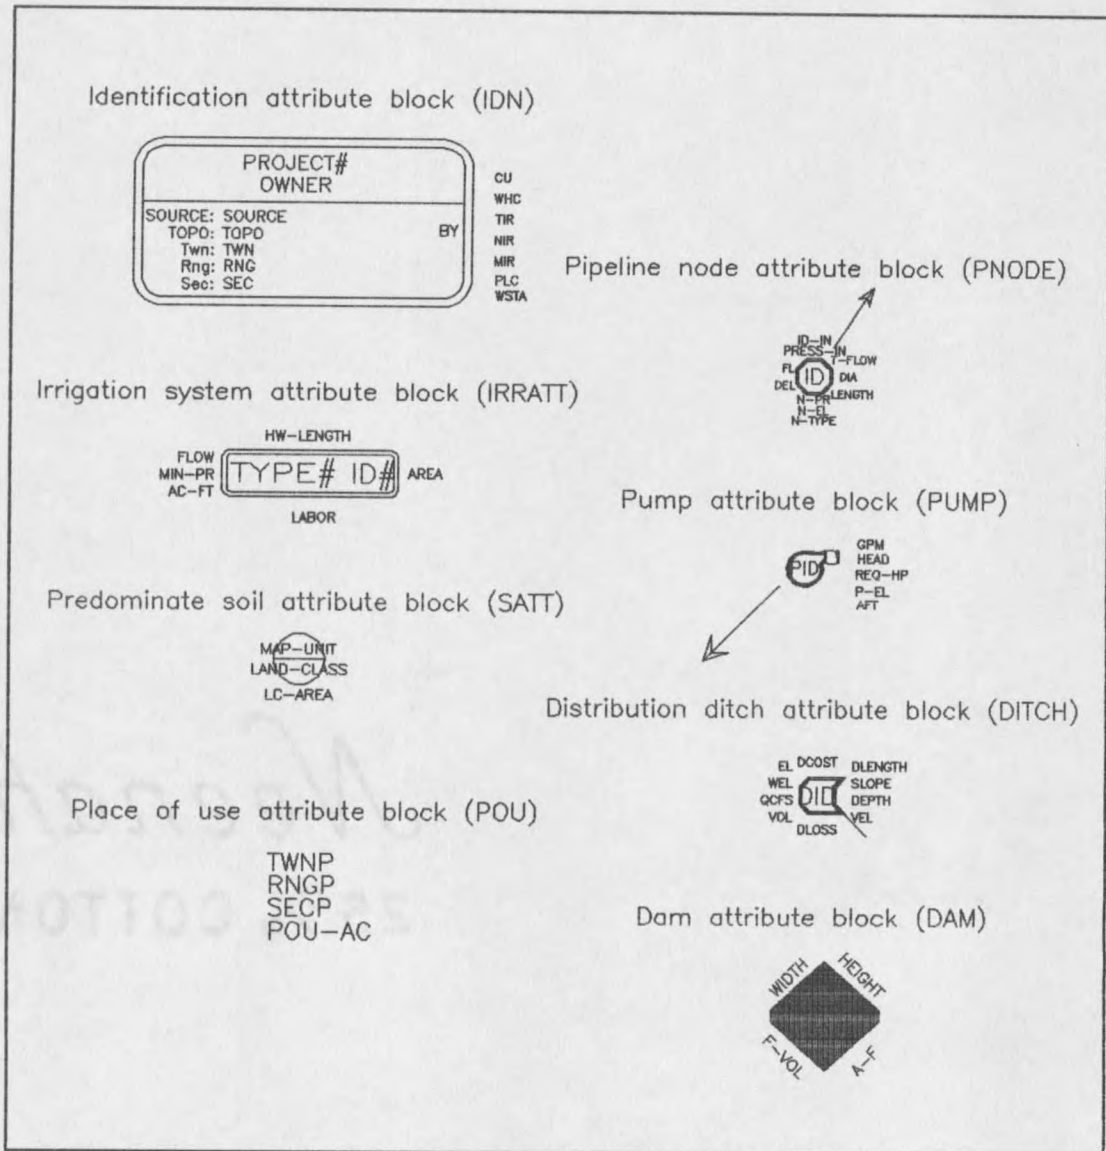 Identification attribute block (IDN)
PROJECT#
OWNER
SOURCE: SOURCE
TOPO: TOPO
Twn: TWN
Rng: RNG
Sec: SEC
BY
CU
WHC
TIR
NIR
MIR
PLC
WSTA
Irrigation system attribute block (IRRATT)
HW-LENGTH
FLOW
MIN-PR
AC-FT
TYPE# ID#
AREA
LABOR
Predominate soil attribute block (SATT)
MAP-UNIT
LAND-CLASS
LC-AREA
Place of use attribute block (POU)
TWNP
RNGP
SECP
POU-AC
Pipeline node attribute block (PNODE)
ID-IN
PRESS-IN
T-FLOW
FL
DEL
ID
DIA
LENGTH
N-PR
N-EL
N-TYPE
Pump attribute block (PUMP)
PID
GPM
HEAD
REQ-HP
P-EL
AFT
Distribution ditch attribute block (DITCH)
EL DCOST DLENGTH
WEL SLOPE
QCFS DID DEPTH
VOL VEL
DLOSS
Dam attribute block (DAM)
WIDTH HEIGHT
F-VOL A-F